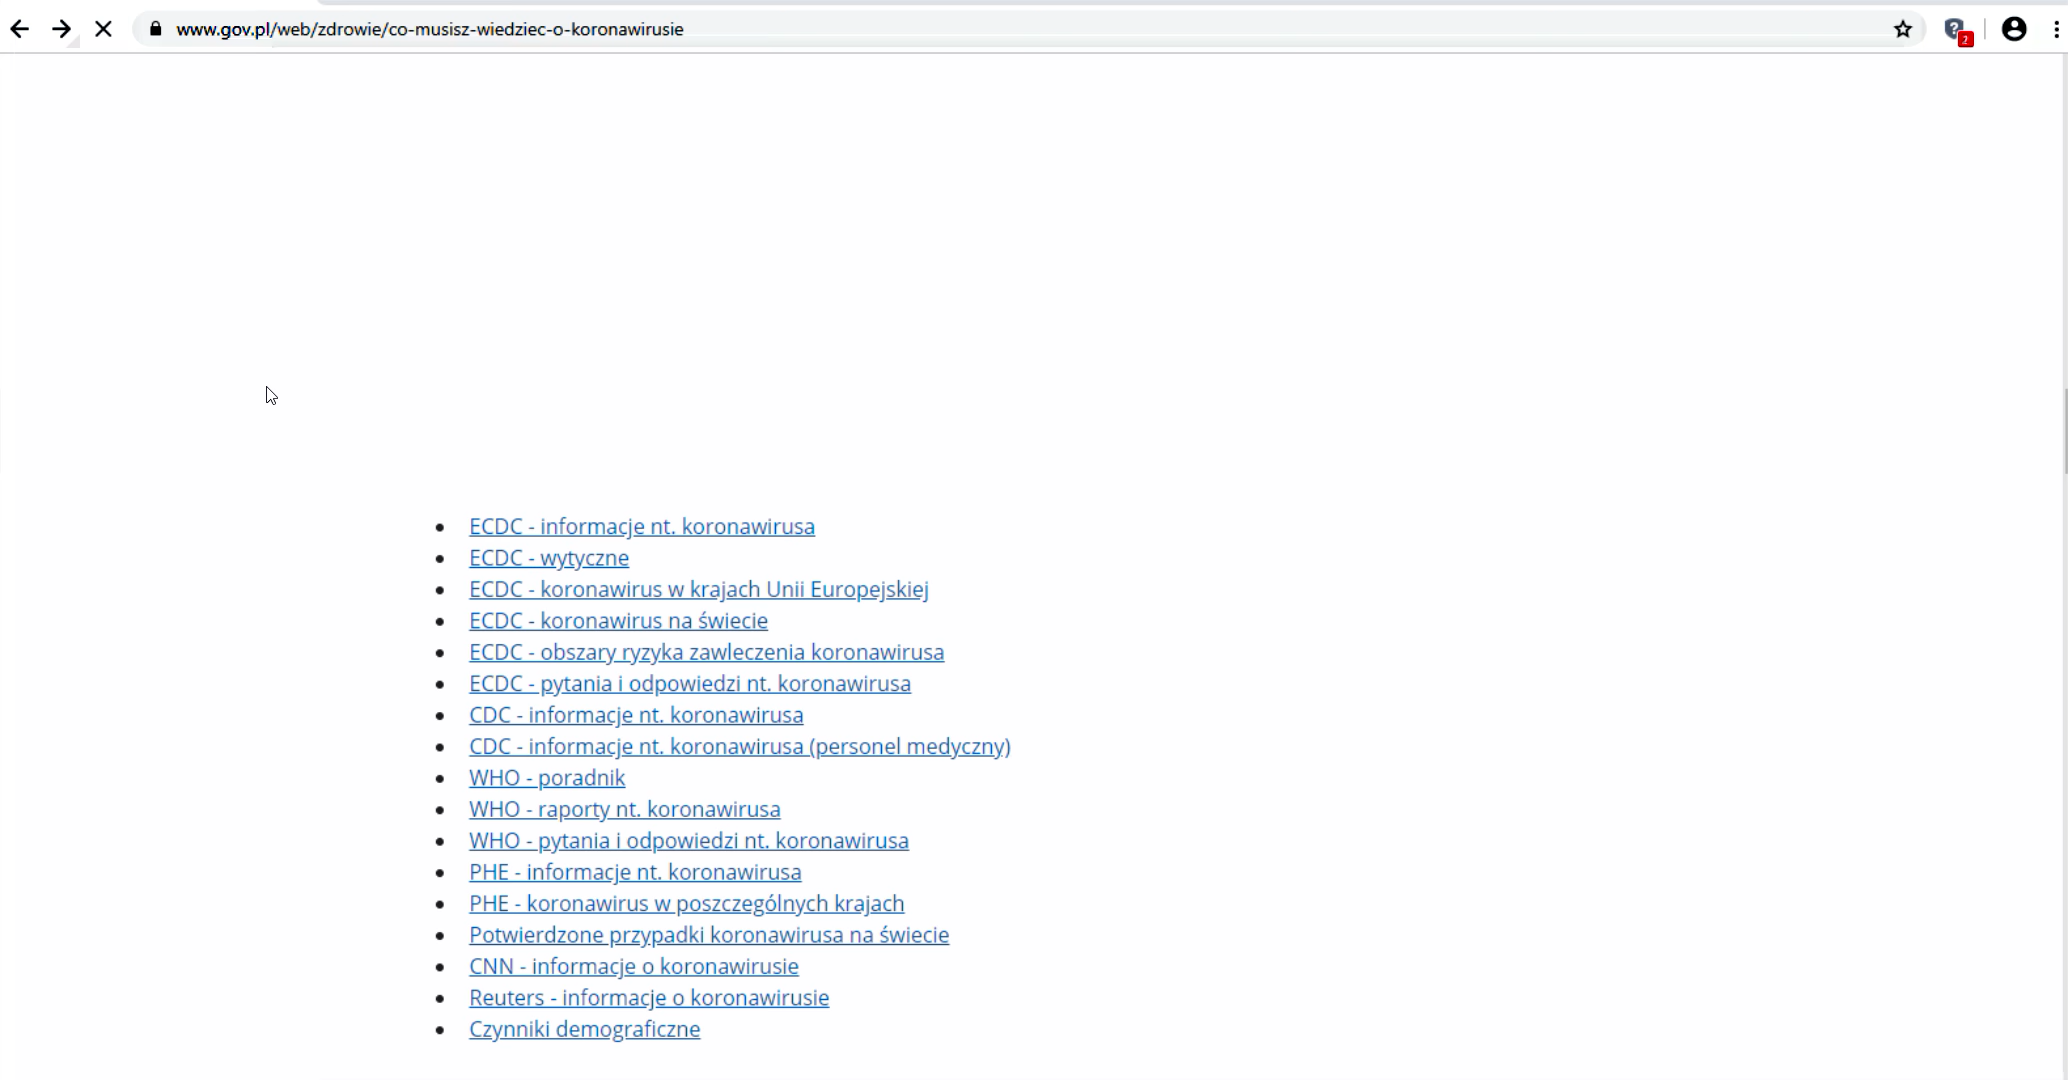 www.gov.pl/web/zdrowie/co-musisz-wiedziec-o-koronawirusie
2
ECDC - informacje nt. koronawirusa
ECDC - wytyczne
ECDC - koronawirus w krajach Unii Europejskiej
ECDC - koronawirus na świecie
ECDC - obszary ryzyka zawleczenia koronawirusa
ECDC - pytania i odpowiedzi nt. koronawirusa
CDC - informacje nt. koronawirusa
CDC - informacje nt. koronawirusa (personel medyczny)
WHO - poradnik
WHO - raporty nt. koronawirusa
WHO - pytania i odpowiedzi nt. koronawirusa
PHE - informacje nt. koronawirusa
PHE - koronawirus w poszczególnych krajach
Potwierdzone przypadki koronawirusa na świecie
CNN - informacje o koronawirusie
Reuters - informacje o koronawirusie
Czynniki demograficzne